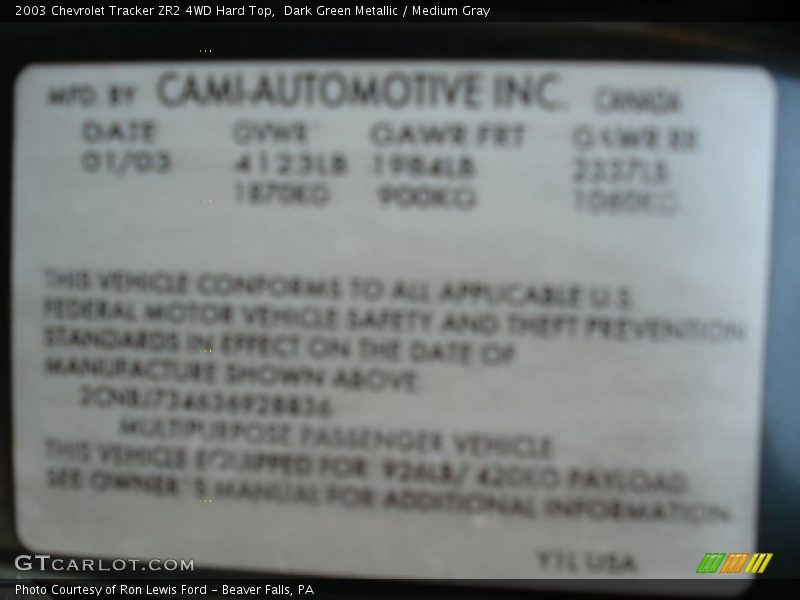 2003 Chevrolet Tracker ZR2 4WD Hard Top,  Dark Green Metallic / Medium Gray
MFD. BY CAMI-AUTOMOTIVE INC. CANADA
DATE GVWR GAWR FRT GAWR RR
01/03 4123LB 1984LB 2337LB
1870KG 900KG 1060KG
THIS VEHICLE CONFORMS TO ALL APPLICABLE U.S.
FEDERAL MOTOR VEHICLE SAFETY AND THEFT PREVENTION
STANDARDS IN EFFECT ON THE DATE OF
MANUFACTURE SHOWN ABOVE.
2CNBJ734636928836
MULTIPURPOSE PASSENGER VEHICLE
THIS VEHICLE EQUIPPED FOR: 926LB/ 420KG PAYLOAD.
SEE OWNER'S MANUAL FOR ADDITIONAL INFORMATION.
Y1L USA
GTCARLOT.COM
Photo Courtesy of Ron Lewis Ford - Beaver Falls, PA